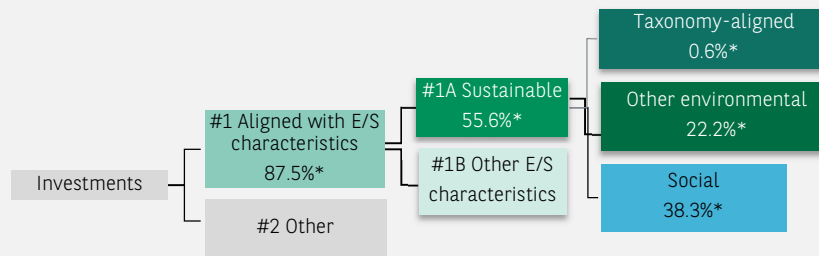 Taxonomy-aligned
0.6%*
#1A Sustainable
55.6%*
Other environmental
22.2%*
#1 Aligned with E/S
characteristics
87.5%*
#1B Other E/S
characteristics
Investments
Social
38.3%*
#2 Other